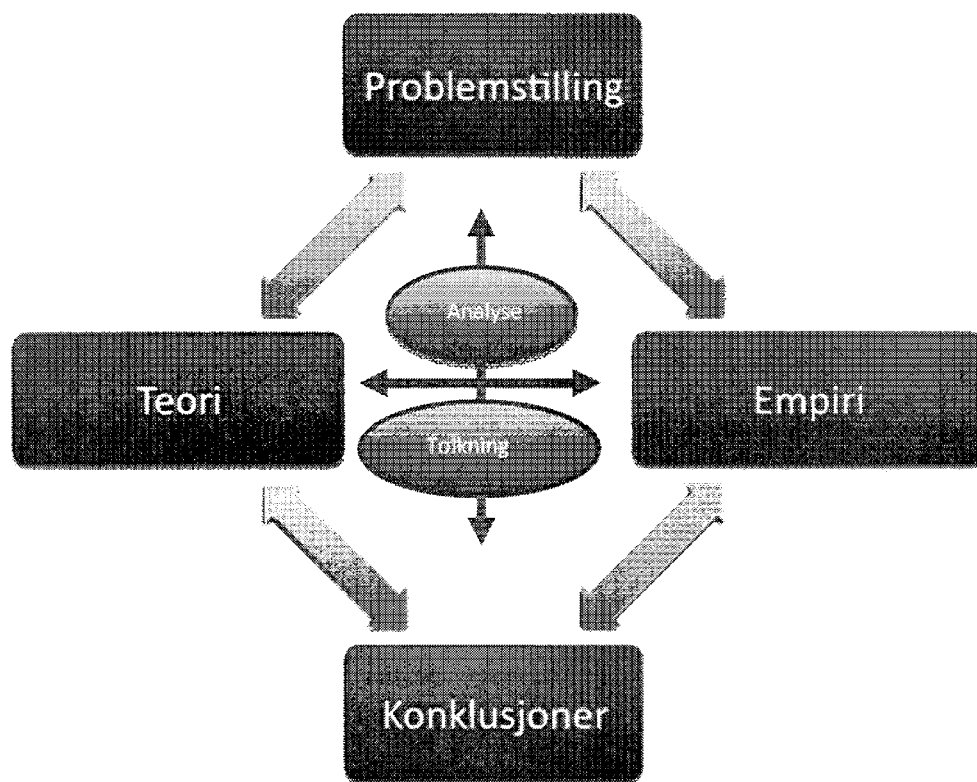 Problemstilling
Analyse
Teori
Empiri
Tolkning
Konklusjoner